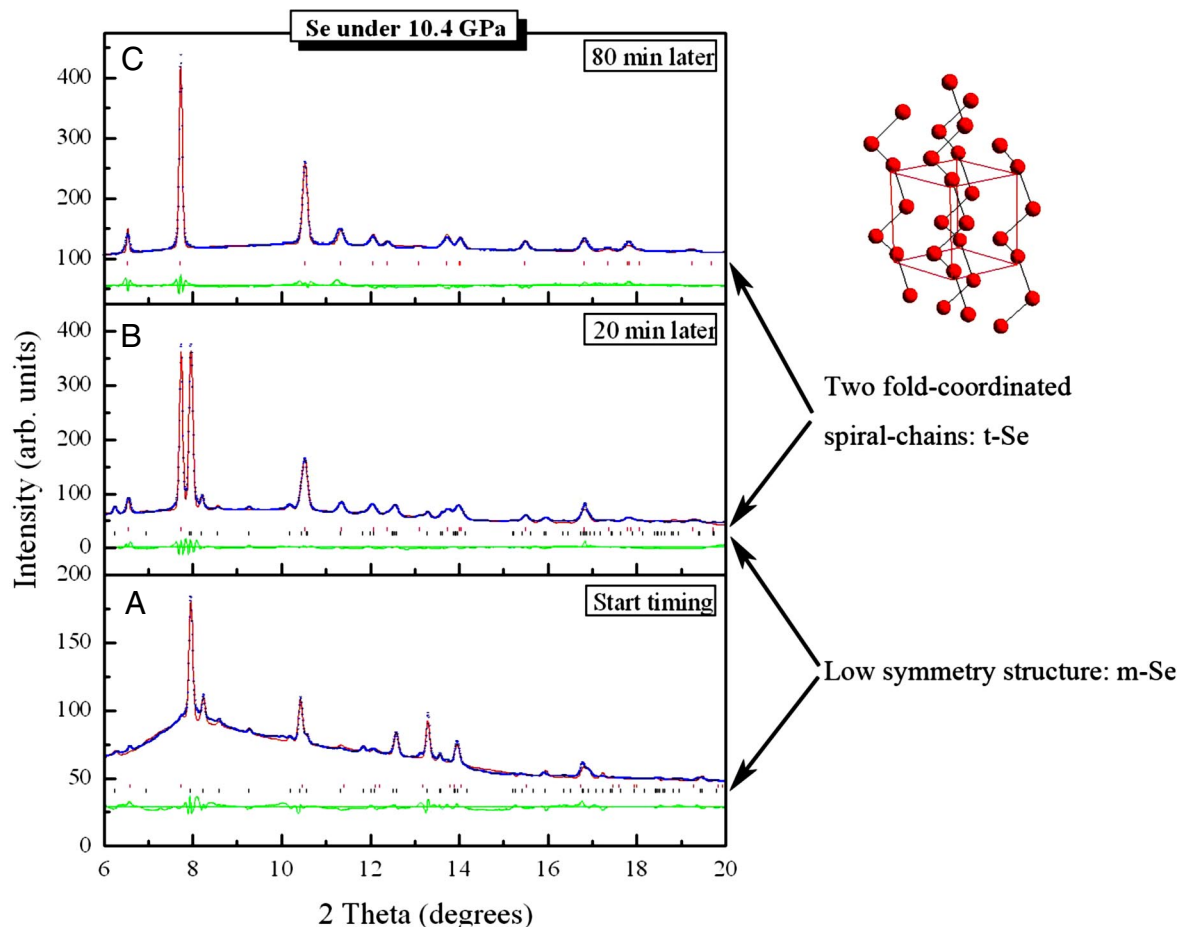 Se under 10.4 GPa
C
80 min later
400
300
200
100
B
20 min later
400
300
200
100
0
A
Start timing
200
150
100
50
0
6 8 10 12 14 16 18 20
2 Theta (degrees)
Intensity (arb. units)
Two fold-coordinated
spiral-chains: t-Se
Low symmetry structure: m-Se